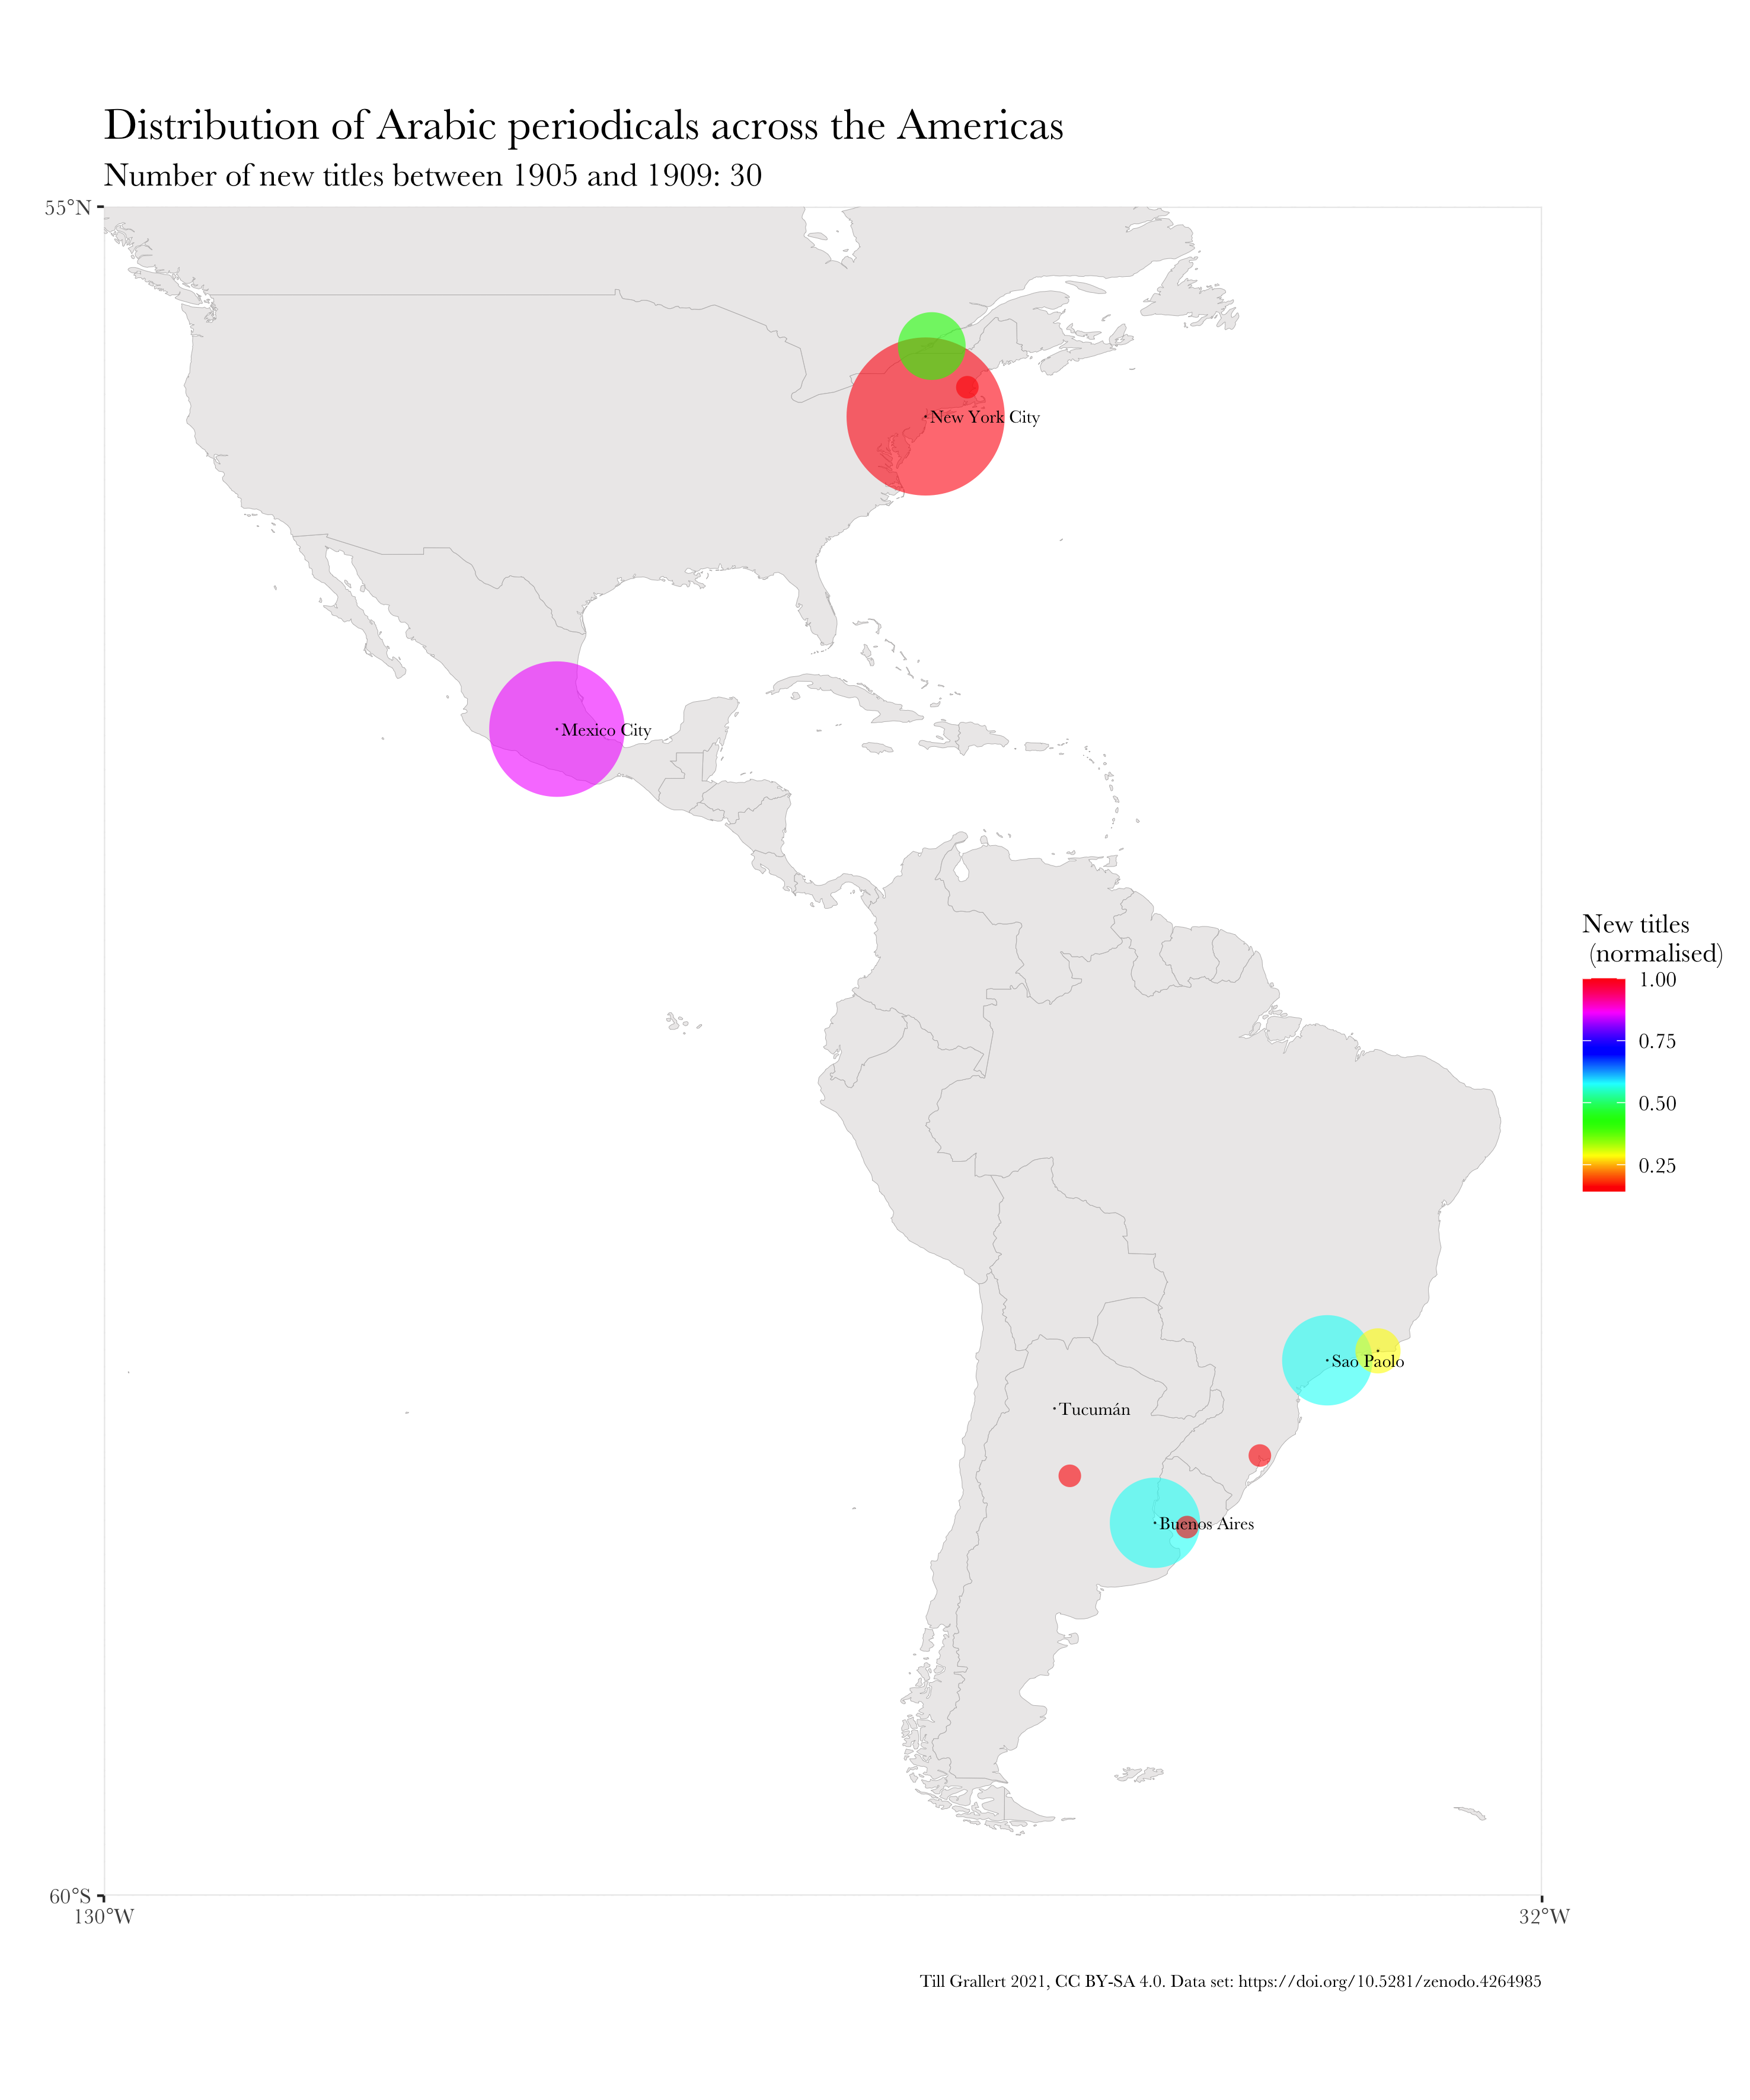 Distribution of Arabic periodicals across the Americas
Number of new titles between 1905 and 1909: 30
55°N
New York City
Mexico City
New titles
(normalised)
1.00
0.75
0.50
0.25
Sao Paolo
Tucumán
Buenos Aires
60°S
130°W
32°W
Till Grallert 2021, CC BY-SA 4.0. Data set: https://doi.org/10.5281/zenodo.4264985